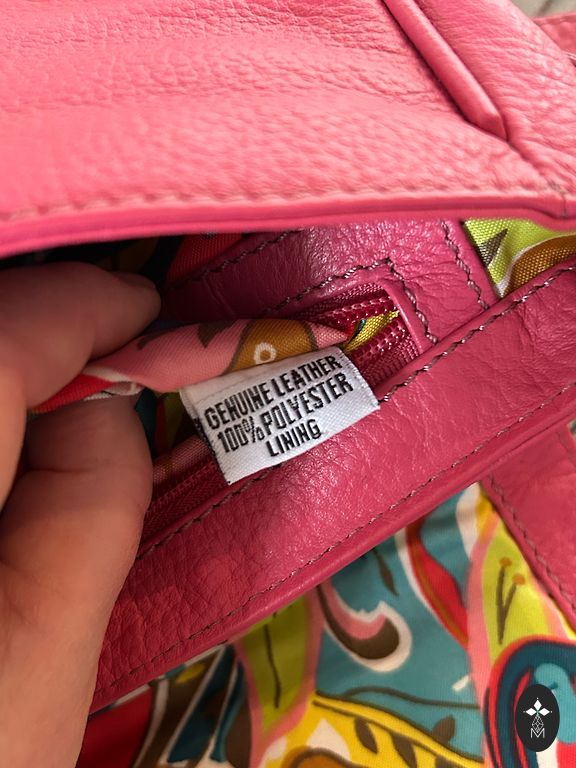 GENUINE LEATHER
100% POLYESTER
LINING